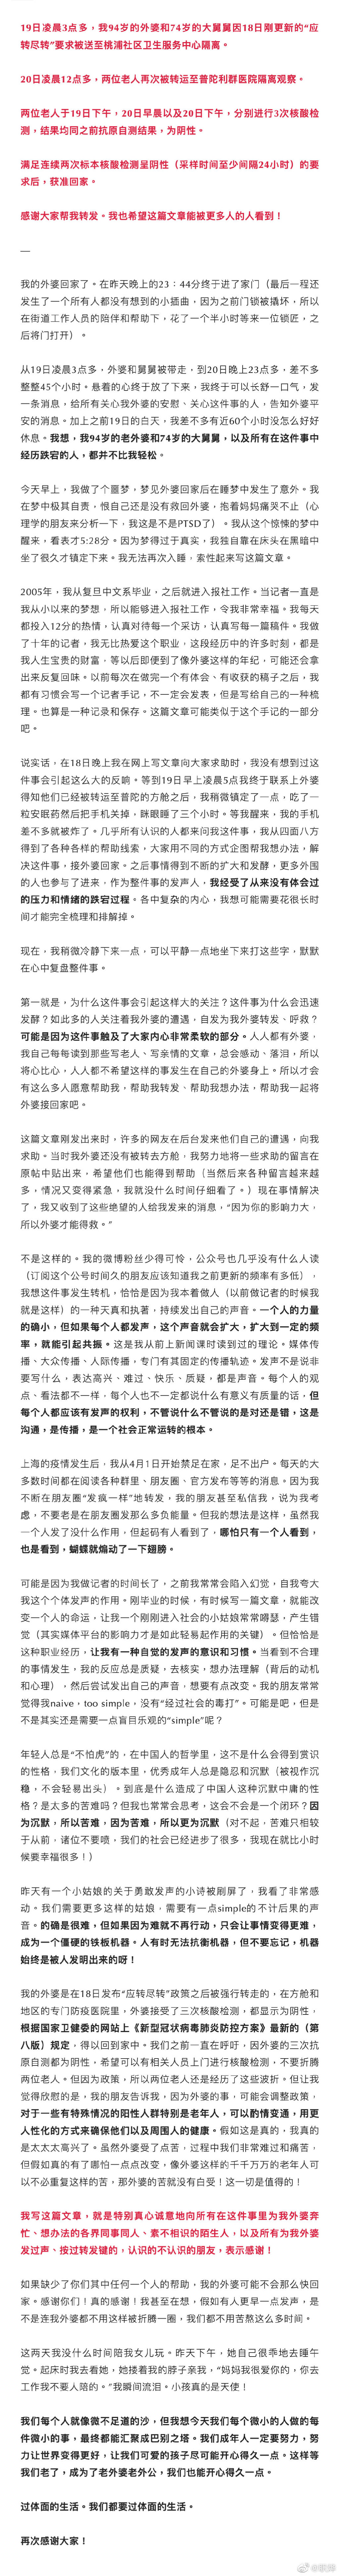 19日凌晨3点多，我94岁的外婆和74岁的大舅舅因18日刚更新的“应
转尽转”要求被送至桃浦社区卫生服务中心隔离。
20日凌晨12点多，两位老人再次被转运至普陀利群医院隔离观察。
两位老人于19日下午，20日早晨以及20日下午，分别进行3次核酸检
测，结果均同之前抗原自测结果，为阴性。
满足连续两次标本核酸检测呈阴性（采样时间至少间隔24小时）的要
求后，获准回家。
感谢大家帮我转发。我也希望这篇文章能被更多人的人看到！
—
我的外婆回家了。在昨天晚上的23：44分终于进了家门（最后一程还
发生了一个所有人都没有想到的小插曲，因为之前门锁被撬坏，所以
在街道工作人员的陪伴和帮助下，花了一个半小时等来一位锁匠，之
后将门打开）。
从19日凌晨3点多，外婆和舅舅被带走，到20日晚上23点多，差不多
整整45个小时。悬着的心终于放了下来，我终于可以长舒一口气，发
一条消息，给所有关心我外婆的安慰、关心这件事的人，告知外婆平
安的消息。加上之前19日的白天，我差不多有近60个小时没怎么好好
休息。我想，我94岁的老外婆和74岁的大舅舅，以及所有在这件事中
经历跌宕的人，都并不比我轻松。
今天早上，我做了个噩梦，梦见外婆回家后在睡梦中发生了意外。我
在梦中极其自责，恨自己还是没有救回外婆，抱着妈妈痛哭不止（心
理学的朋友来分析一下，我这是不是PTSD了）。我从这个惊悚的梦中
醒来，看表才5:28分。因为梦得过于真实，我独自靠在床头在黑暗中
坐了很久才镇定下来。我无法再次入睡，索性起来写这篇文章。
2005年，我从复旦中文系毕业，之后就进入报社工作。当记者一直是
我从小以来的梦想，所以能够进入报社工作，令我非常幸福。我每天
都投入12分的热情，认真对待每一个采访，认真写每一篇稿件。我做
了十年的记者，我无比热爱这个职业，这段经历中的许多时刻，都是
我人生宝贵的财富，等以后即便到了像外婆这样的年纪，可能还会拿
出来反复回味。以前每次在做完一个有体会、有收获的稿子之后，我
都有习惯会写一个记者手记，不一定会发表，但是写给自己的一种梳
理。也算是一种记录和保存。这篇文章可能类似于这个手记的一部分
吧。
说实话，在18日晚上我在网上写文章向大家求助时，我没有想到过这
件事会引起这么大的反响。等到19日早上凌晨5点我终于联系上外婆
得知他们已经被转运至普陀的方舱之后，我稍微镇定了一点，吃了一
粒安眠药然后把手机关掉，眯眼睡了三个小时。等我醒来，我的手机
差不多就被炸了。几乎所有认识的人都来问我这件事，我从四面八方
得到了各种各样的帮助线索，大家用不同的方式企图帮我想办法，解
决这件事，接外婆回家。之后事情得到不断的扩大和发酵，更多外围
的人也参与了进来，作为整件事的发声人，我经受了从来没有体会过
的压力和情绪的跌宕过程。各中复杂的内心，我想可能需要花很长时
间才能完全梳理和排解掉。
现在，我稍微冷静下来一点，可以平静一点地坐下来打这些字，默默
在心中复盘整件事。
第一就是，为什么这件事会引起这样大的关注？这件事为什么会迅速
发酵？如此多的人关注着我外婆的遭遇，自发为我外婆转发、呼救？
可能是因为这件事触及了大家内心非常柔软的部分。人人都有外婆，
我自己每每读到那些写老人、写亲情的文章，总会感动、落泪，所以
将心比心，人人都不希望这样的事发生在自己的外婆身上。所以才会
有这么多人愿意帮助我，帮助我转发、帮助我想办法，帮助我一起将
外婆接回家吧。
这篇文章刚发出来时，许多的网友在后台发来他们自己的遭遇，向我
求助。当时我外婆还没有被转去方舱，我努力地将一些求助的留言在
原帖中贴出来，希望他们也能得到帮助（当然后来各种留言越来越
多，情况又变得紧急，我就没什么时间仔细看了。）现在事情解决
了，我又收到了这些绝望的人给我发来的消息，“因为你的影响力大，
所以外婆才能得救。”
不是这样的。我的微博粉丝少得可怜，公众号也几乎没有什么人读
（订阅这个公号时间久的朋友应该知道我之前更新的频率有多低），
我想这件事发生转机，恰恰是因为我本着做人（以前做记者的时候我
就是这样）的一种天真和执著，持续发出自己的声音。一个人的力量
的确小，但如果每个人都发声，这个声音就会扩大，扩大到一定的频
率，就能引起共振。这是我从前上新闻课时读到过的理论。媒体传
播、大众传播、人际传播，专门有其固定的传播轨迹。发声不是说非
要写什么，表达高兴、难过、快乐、质疑，都是声音。每个人的观
点、看法都不一样，每个人也不一定都说什么有意义有质量的话，但
每个人都应该有发声的权利，不管说什么不管说的是对还是错，这是
沟通，是传播，是一个社会正常运转的根本。
上海的疫情发生后，我从4月1日开始禁足在家，足不出户。每天的大
多数时间都在阅读各种群里、朋友圈、官方发布等等的消息。因为我
不断在朋友圈“发疯一样”地转发，我的朋友甚至私信我，说为我考
虑，不要老是在朋友圈发那么多负能量。但我的想法是这样，虽然我
一个人发了没什么作用，但起码有人看到了，哪怕只有一个人看到，
也是看到，蝴蝶就煽动了一下翅膀。
可能是因为我做记者的时间长了，之前我常常会陷入幻觉，自我夸大
我这个个体发声的作用。刚毕业的时候，有时候写一篇文章，就能改
变一个人的命运，让我一个刚刚进入社会的小姑娘常常嘚瑟，产生错
觉（其实媒体平台的影响力才是如此轻易起作用的关键）。但恰恰是
这种职业经历，让我有一种自觉的发声的意识和习惯。当看到不合理
的事情发生，我的反应总是质疑，去核实，想办法理解（背后的动机
和心理），然后尝试发出自己的声音，想要有点改变。我的朋友常常
觉得我naive，too simple，没有“经过社会的毒打”。可能是吧，但是
不是其实还是需要一点盲目乐观的“simple”呢？
年轻人总是“不怕虎”的，在中国人的哲学里，这不是什么会得到赏识
的性格，我们文化的版本里，优秀成年人总是隐忍和沉默（被视作沉
稳，不会轻易出头）。到底是什么造成了中国人这种沉默中庸的性
格？是太多的苦难吗？但我也常常会思考，这会不会是一个闭环？因
为沉默，所以苦难，因为苦难，所以更为沉默（对不起，苦难只相较
于从前，诸位不要喷，我们的社会已经进步了很多，我现在就比小时
候要幸福很多！）
昨天有一个小姑娘的关于勇敢发声的小诗被刷屏了，我看了非常感
动。我们需要更多这样的姑娘，需要有一点simple的不计后果的声
音。的确是很难，但如果因为难就不再行动，只会让事情变得更难，
成为一个僵硬的铁板机器。人有时无法抗衡机器，但不要忘记，机器
始终是被人发明出来的呀！
我的外婆是在18日发布“应转尽转”政策之后被强行转走的，在方舱和
地区的专门防疫医院里，外婆接受了三次核酸检测，都显示为阴性，
根据国家卫健委的网站上《新型冠状病毒肺炎防控方案》最新的（第
八版）规定，得以回到家中。我们之前一直在呼吁，因外婆的三次抗
原自测都为阴性，希望可以有相关人员上门进行核酸检测，不要折腾
两位老人。但因为政策，所以两位老人还是经历了这些波折。但让我
觉得欣慰的是，我的朋友告诉我，因为外婆的事，可能会调整政策，
对于一些有特殊情况的阳性人群特别是老年人，可以酌情变通，用更
人性化的方式来确保他们以及周围人的健康。假如这是真的，我真的
是太太太高兴了。虽然外婆受了点苦，过程中我们非常难过和痛苦，
但假如真的有了哪怕一点点改变，像外婆这样的千千万万的老年人可
以不必重复这样的苦，那外婆的苦就没有白受！这一切是值得的！
我写这篇文章，就是特别真心诚意地向所有在这件事里为我外婆奔
忙、想办法的各界同事同人、素不相识的陌生人，以及所有为我外婆
发过声、按过转发键的，认识的不认识的朋友，表示感谢！
如果缺少了你们其中任何一个人的帮助，我的外婆可能不会那么快回
家。感谢你们！真的感谢！我甚至在想，假如有人更早一点发声，是
不是连我外婆都不用这样被折腾一圈，我们都不用苦熬这么多时间。
这两天我没什么时间陪我女儿玩。昨天下午，她自己很乖地去睡午
觉。起床时我去看她，她搂着我的脖子亲我，“妈妈我很爱你的，你去
工作我不要人陪的。”我瞬间流泪。小孩真的是天使！
我们每个人就像微不足道的沙，但我想今天我们每个微小的人做的每
件微小的事，最终都能汇聚成巴别之塔。我们成年人一定要努力，努
力让世界变得更好，让我们可爱的孩子尽可能开心得久一点。这样等
我们老了，成为了老外婆老外公，我们也能开心得久一点。
过体面的生活。我们都要过体面的生活。
再次感谢大家！